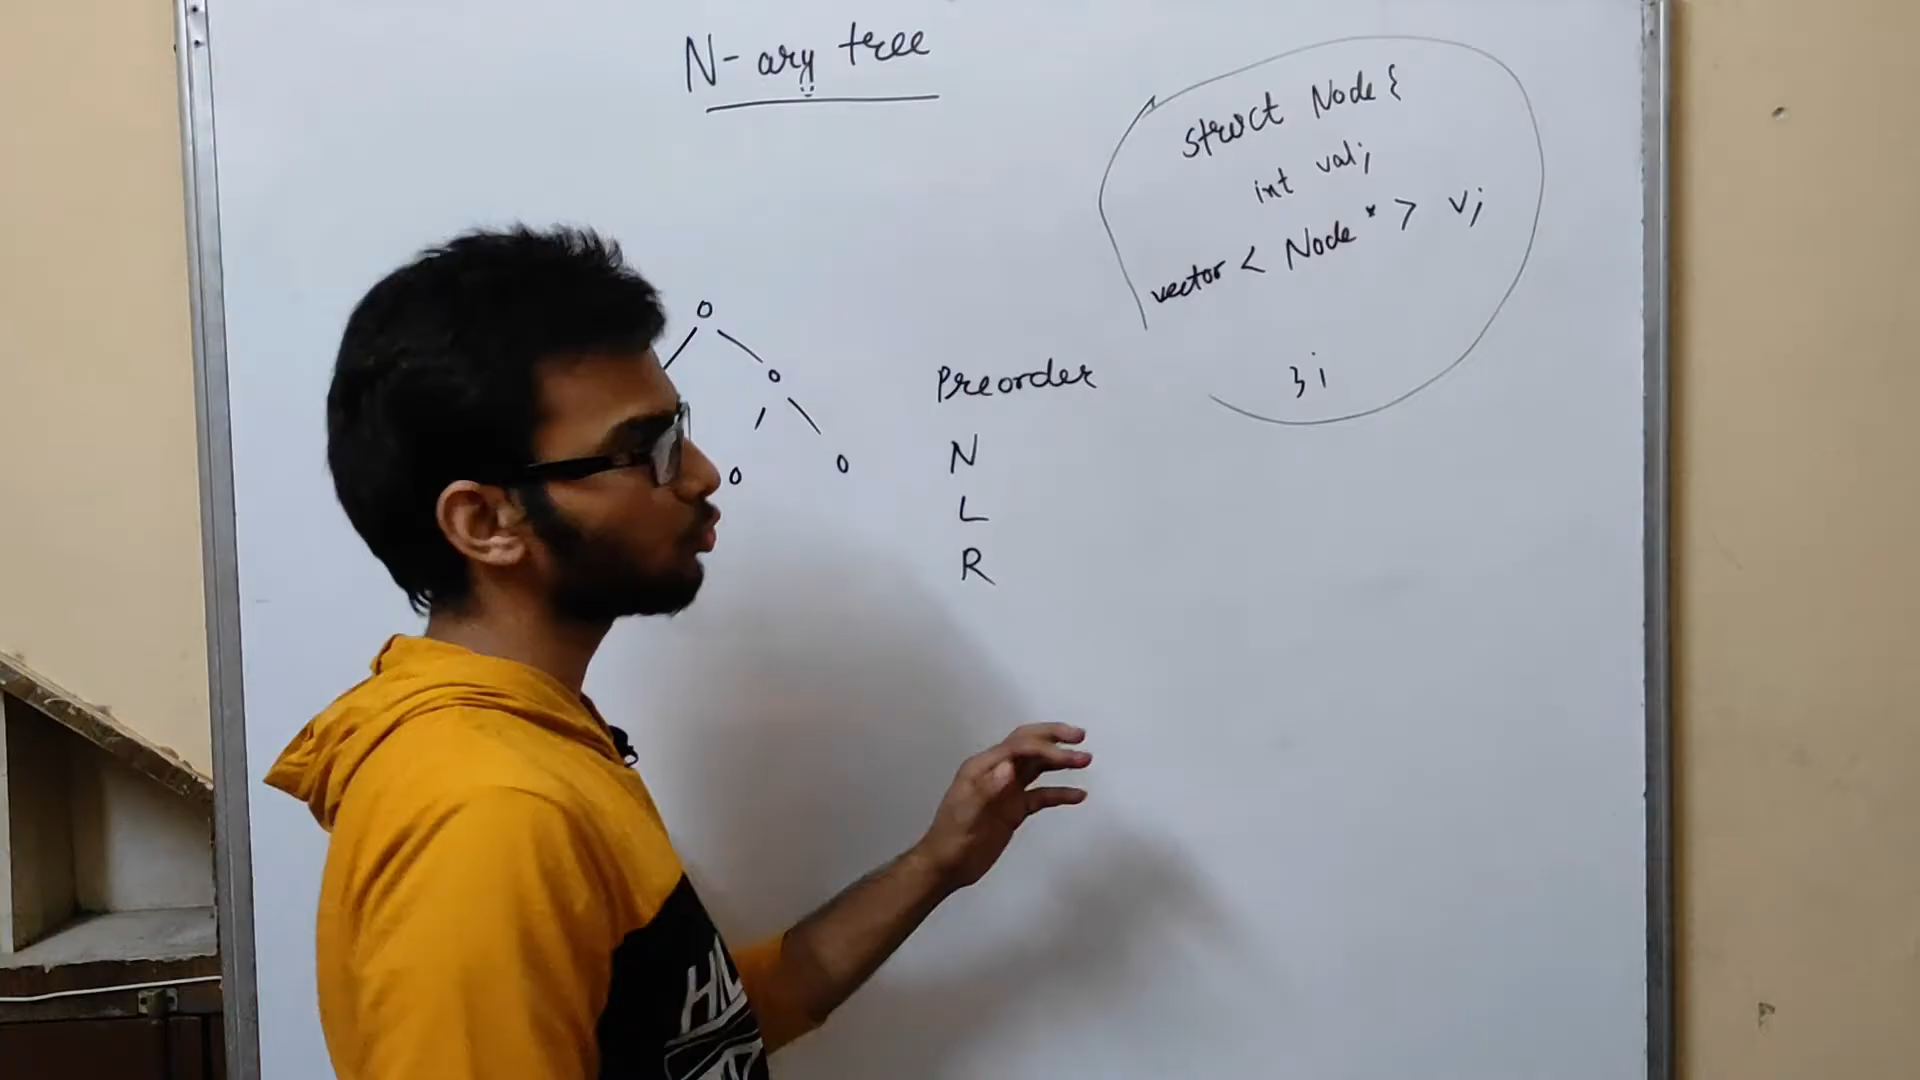 N-ary tree
struct Node {
int val;
vector < Node * > v;
};
Preorder
N
L
R